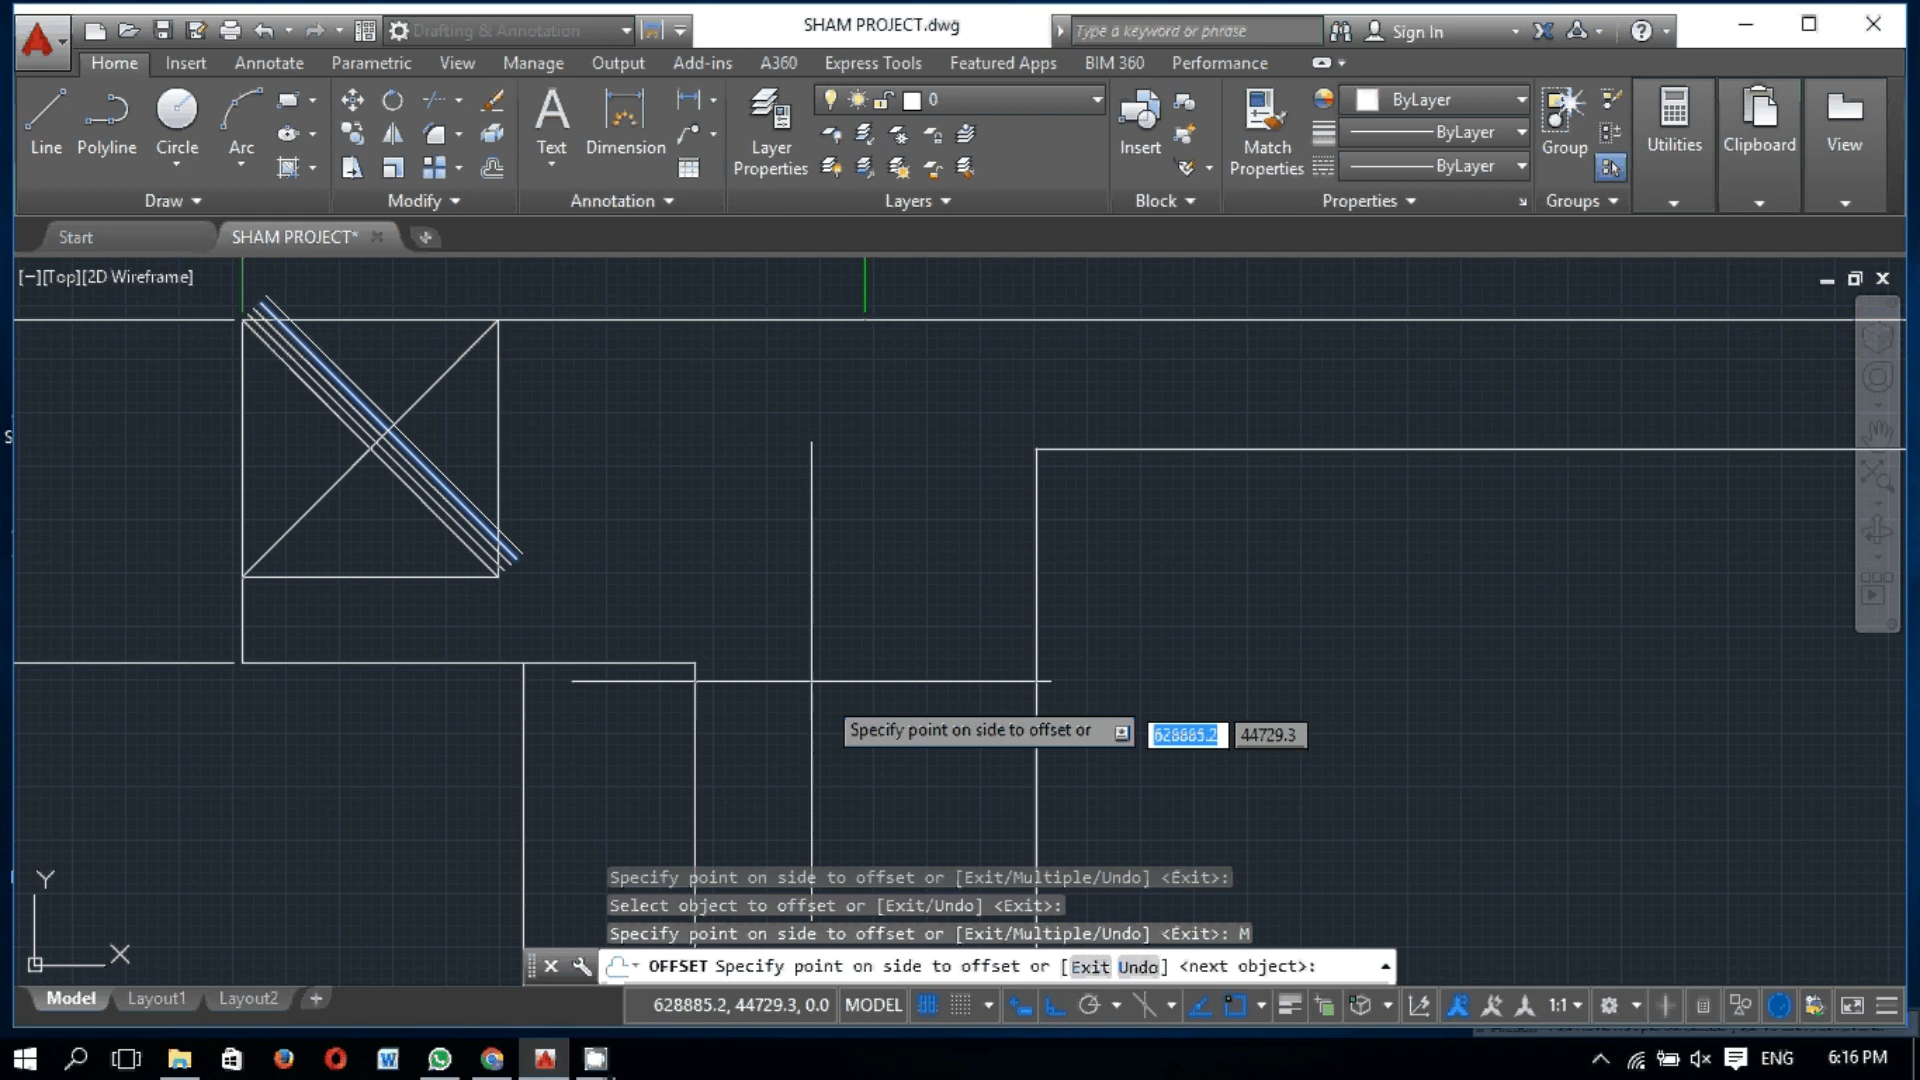 Drafting & Annotation
SHAM PROJECT.dwg
Type a keyword or phrase
Sign In
Home Insert Annotate Parametric View Manage Output Add-ins A360 Express Tools Featured Apps BIM 360 Performance
Line Polyline Circle Arc
Text Dimension
Layer Properties
0
Insert
Match Properties
ByLayer
ByLayer
ByLayer
Group
Utilities
Clipboard
View
Draw Modify Annotation Layers Block Properties Groups
Start SHAM PROJECT*
[−][Top][2D Wireframe]
S
Specify point on side to offset or 628885.2 44729.3
Specify point on side to offset or [Exit/Multiple/Undo] <Exit>:
Select object to offset or [Exit/Undo] <Exit>:
Specify point on side to offset or [Exit/Multiple/Undo] <Exit>: M
OFFSET Specify point on side to offset or [Exit Undo] <next object>:
Y
X
Model Layout1 Layout2
628885.2, 44729.3, 0.0 MODEL 1:1
ENG 6:16 PM